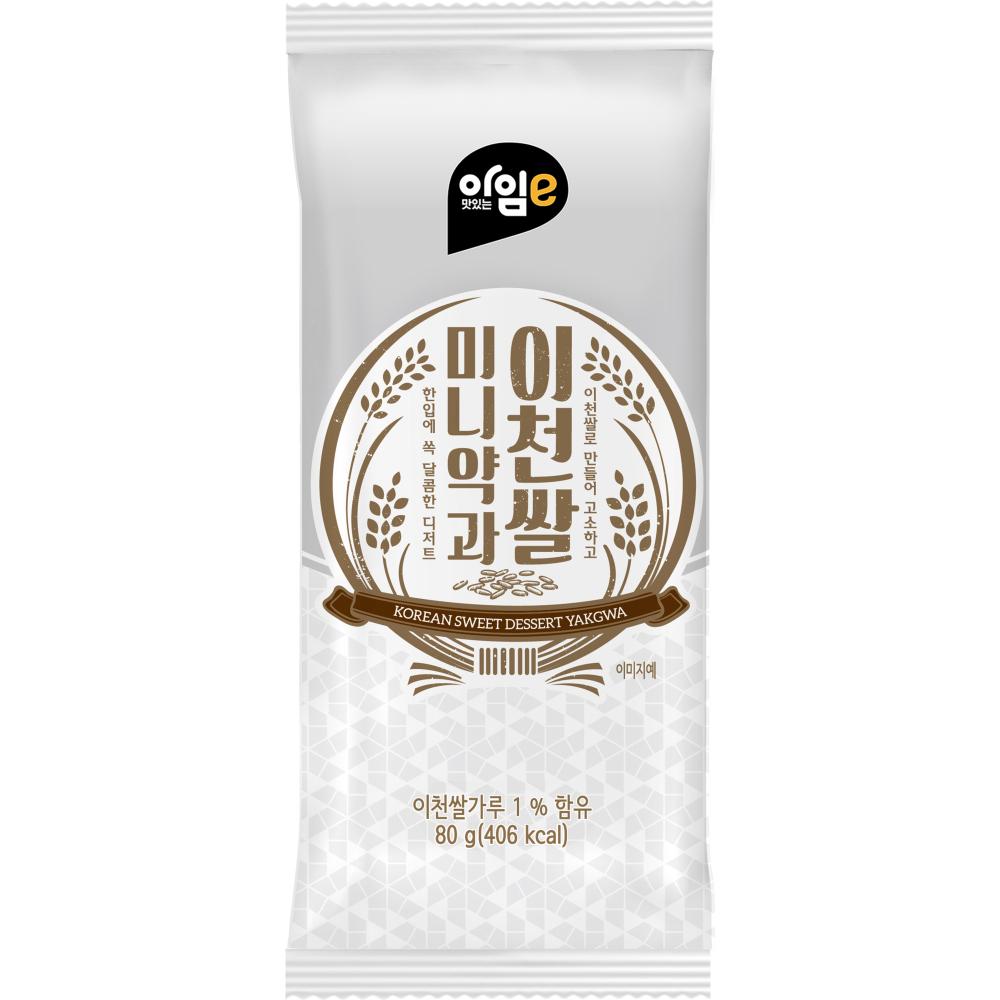 아임e
맛있는
이천쌀로 만들어 고소하고
이천쌀
미니약과
한입에 쏙 달콤한 디저트
KOREAN SWEET DESSERT YAKGWA
이미지예
이천쌀가루 1 % 함유
80 g(406 kcal)